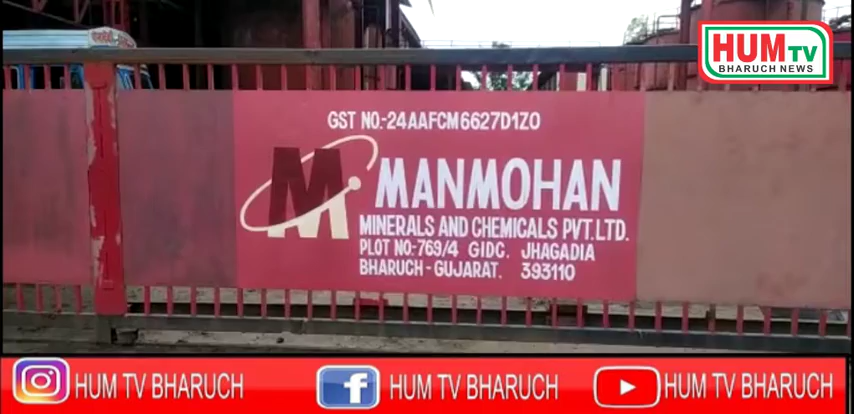 HUM TV
BHARUCH NEWS
GST NO.-24AAFCM6627D1Z0
M MANMOHAN
MINERALS AND CHEMICALS PVT.LTD.
PLOT NO:-769/4 GIDC. JHAGADIA
BHARUCH-GUJARAT. 393110
HUM TV BHARUCH
f HUM TV BHARUCH
HUM TV BHARUCH